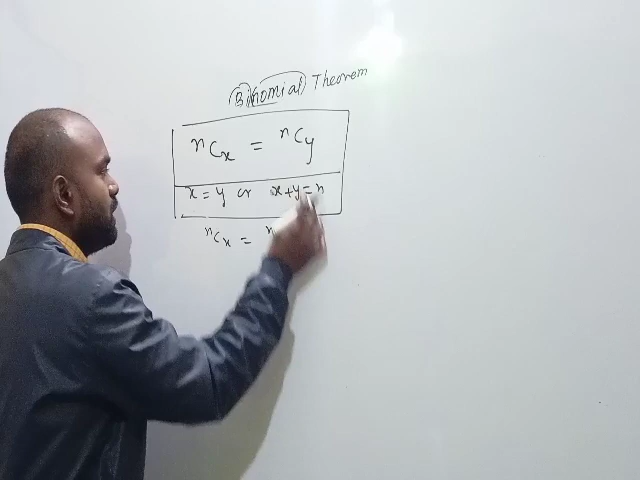 Binomial Theorem
ⁿCₓ = ⁿCᵧ
x = y or x+y=n
ⁿCₓ = n